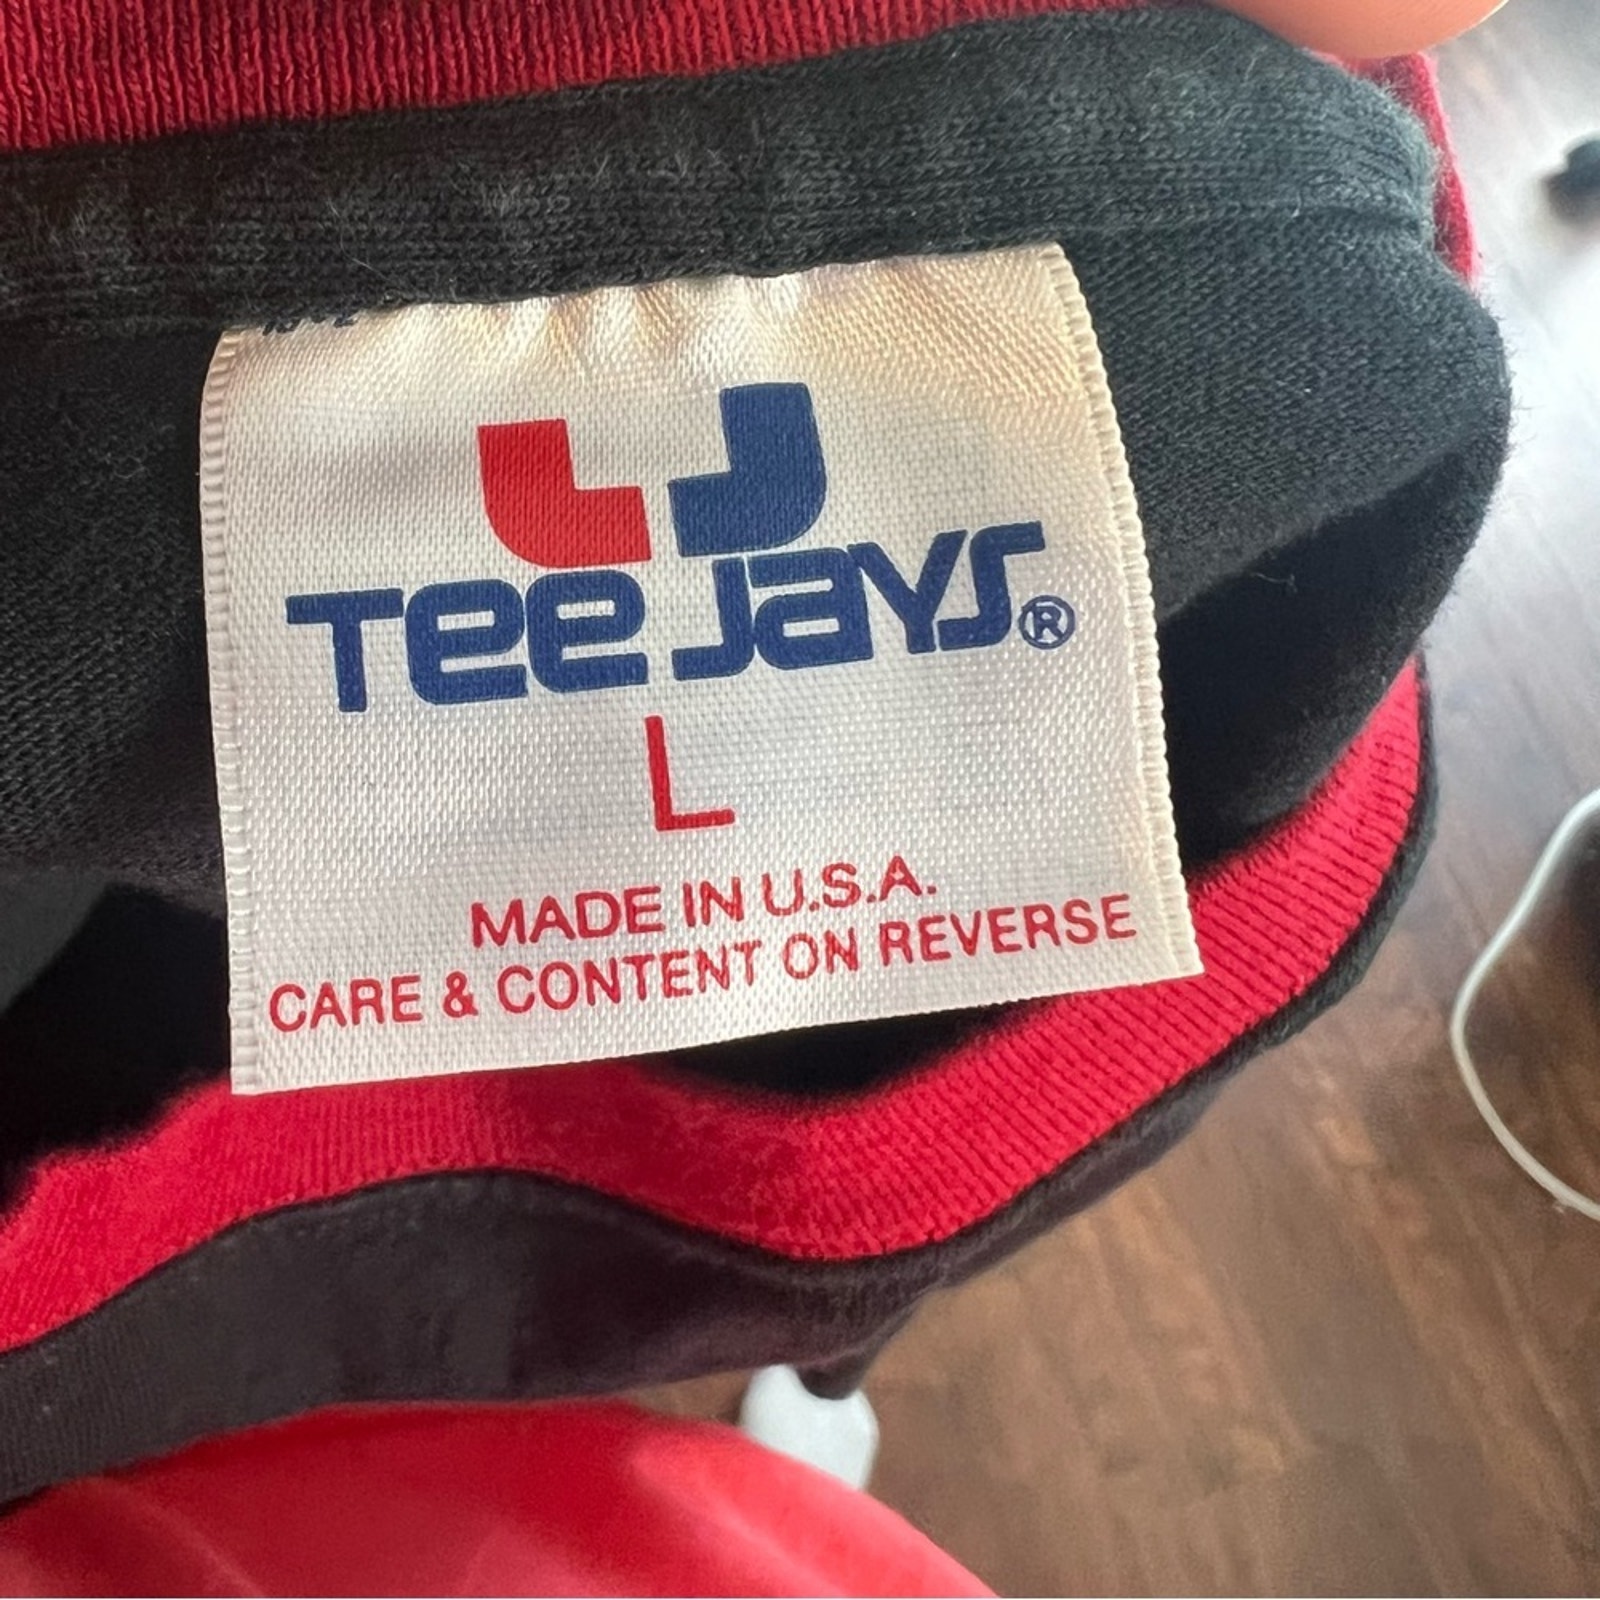 TEE JAYS®
L
MADE IN U.S.A.
CARE & CONTENT ON REVERSE